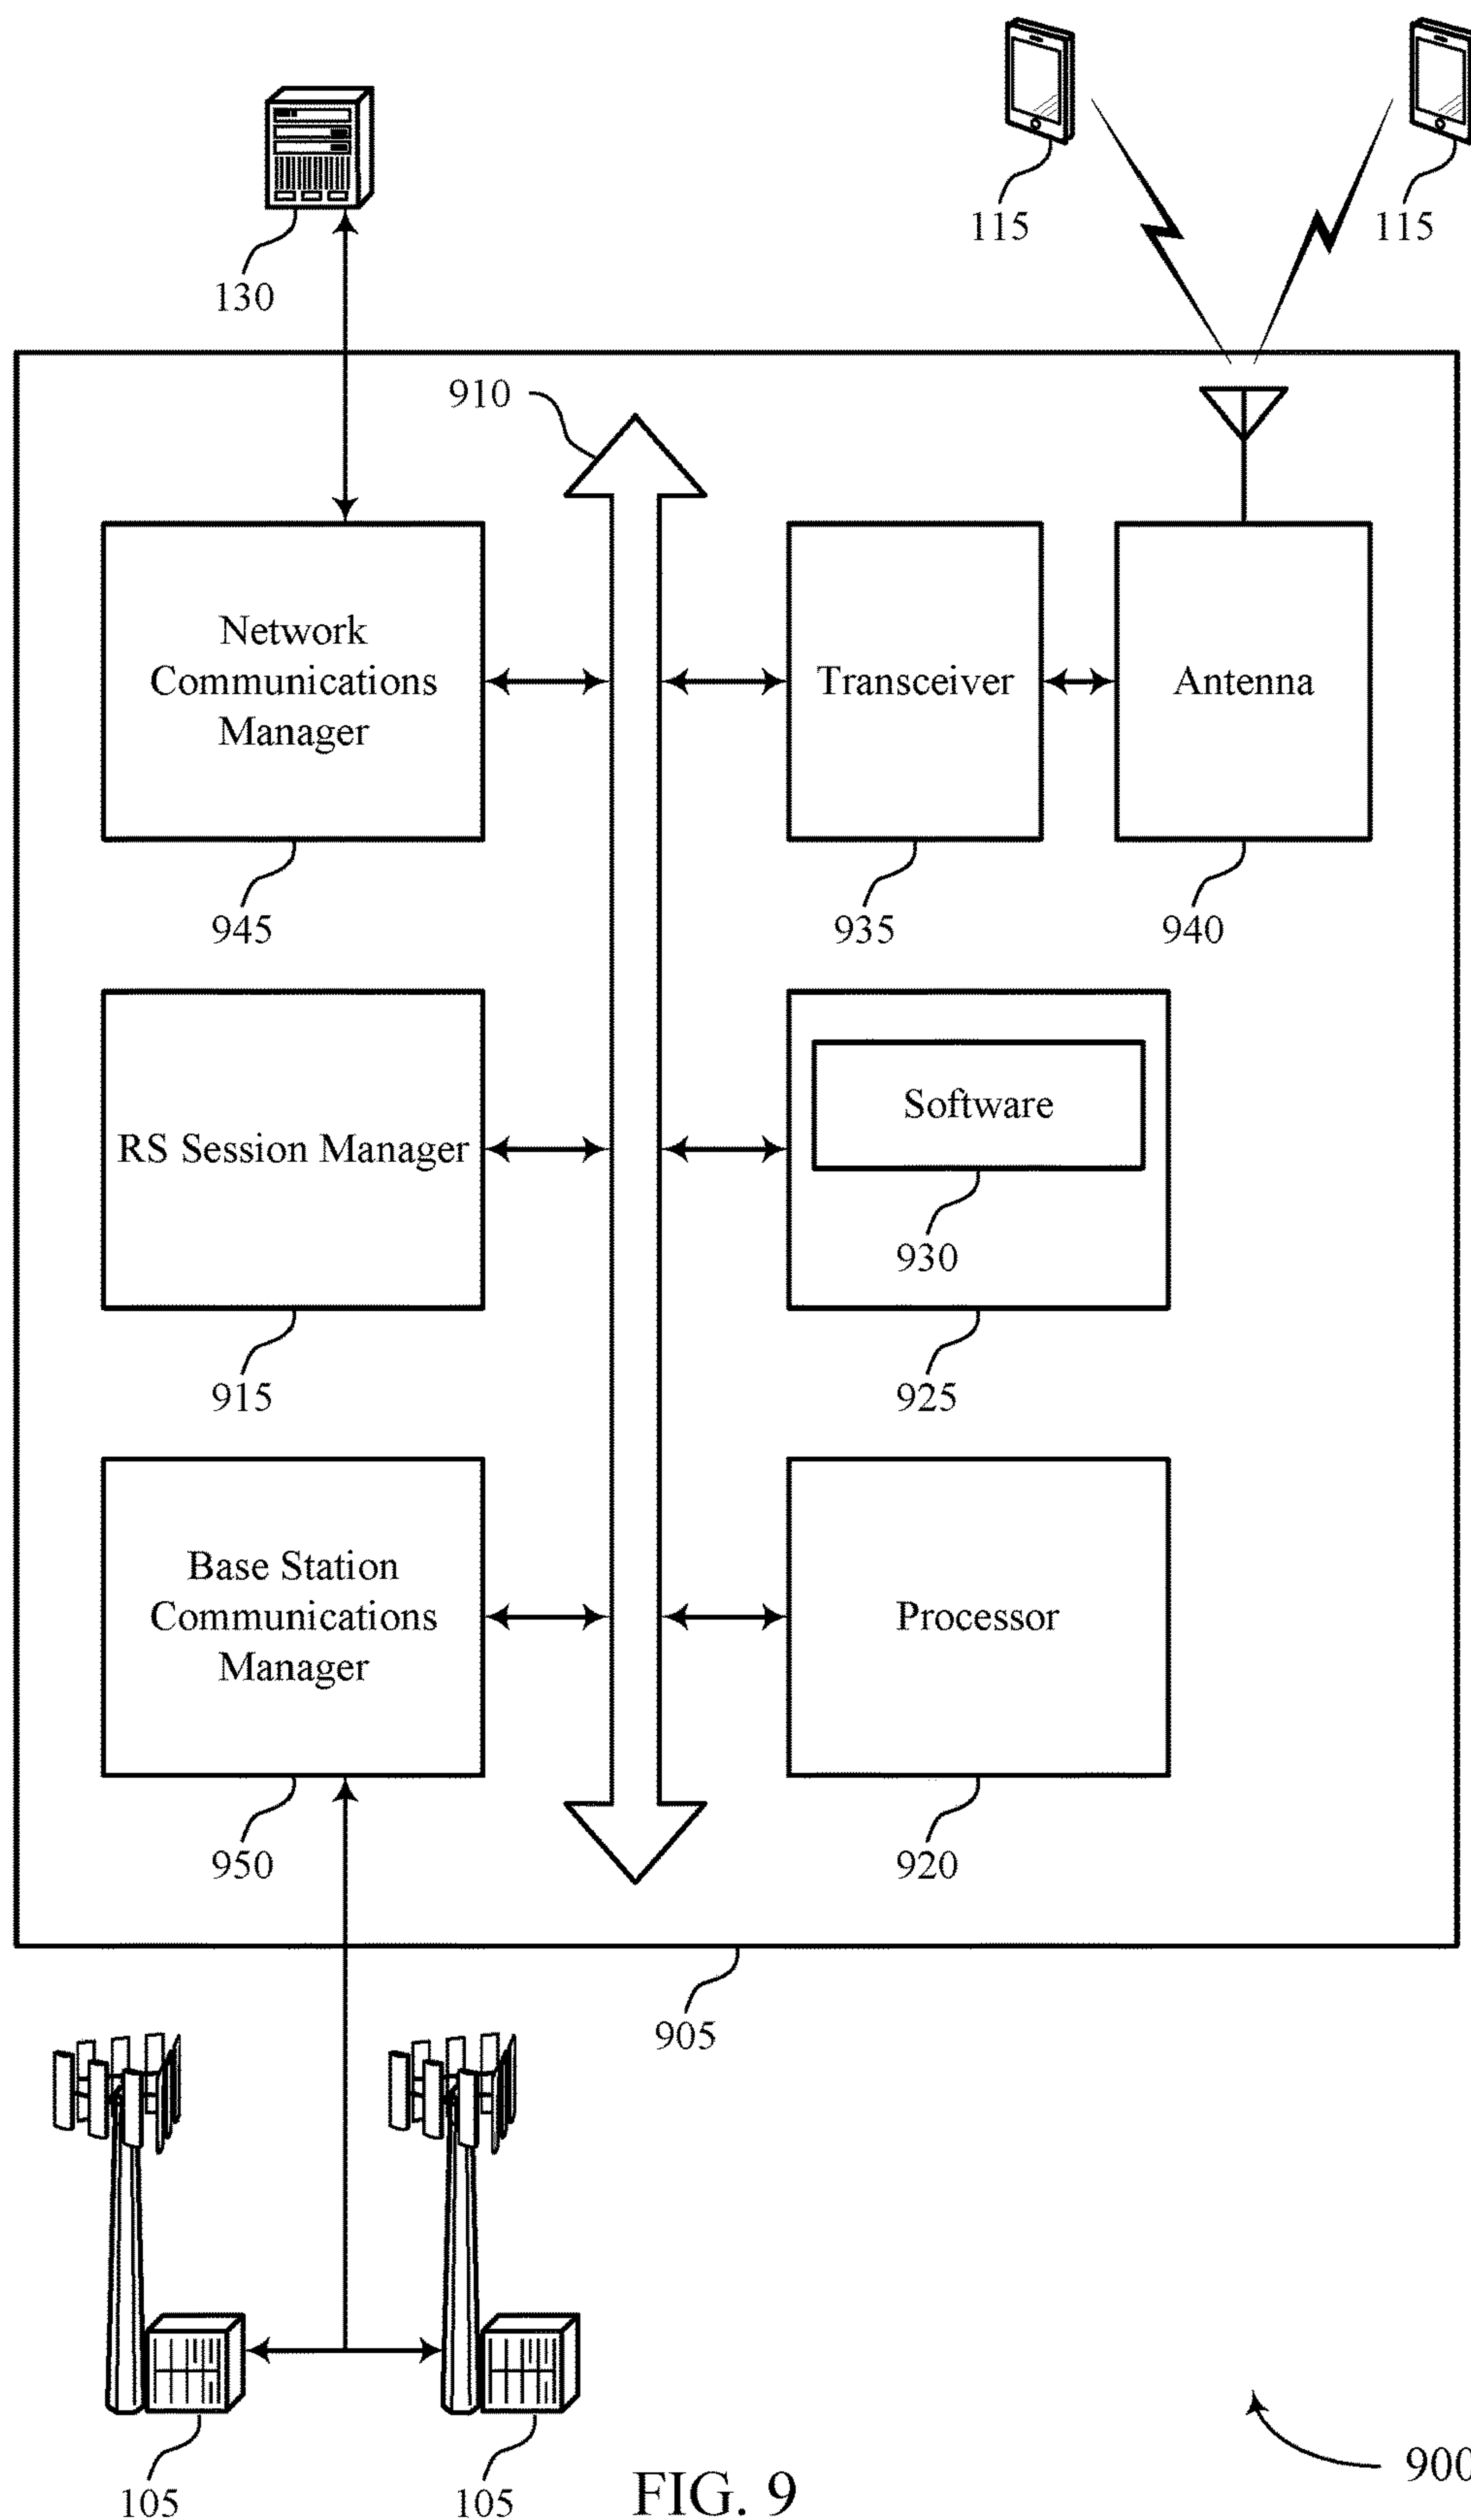 115
115
130
910
Network
Communications
Manager
Transceiver
Antenna
945
935
940
RS Session Manager
Software
930
915
925
Base Station
Communications
Manager
Processor
950
920
905
105
105
FIG. 9
900